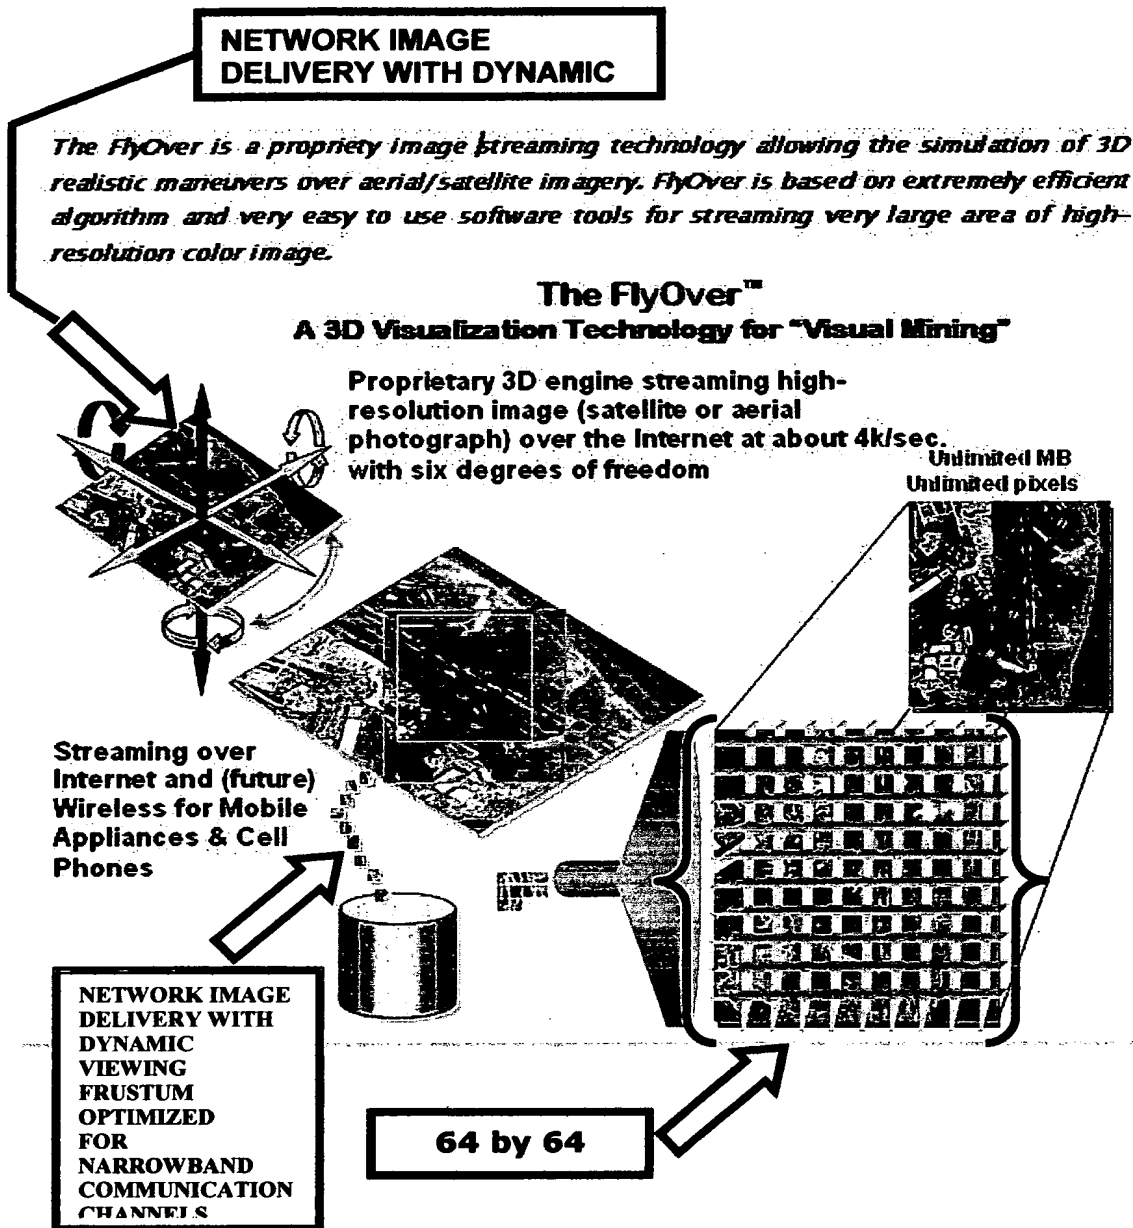 NETWORK IMAGE
DELIVERY WITH DYNAMIC
The FlyOver is a propriety image streaming technology allowing the simulation of 3D
realistic maneuvers over aerial/satellite imagery. FlyOver is based on extremely efficient
algorithm and very easy to use software tools for streaming very large area of high-
resolution color image.
The FlyOver™
A 3D Visualization Technology for "Visual Mining"
Proprietary 3D engine streaming high-
resolution image (satellite or aerial
photograph) over the Internet at about 4k/sec.
with six degrees of freedom
Unlimited MB
Unlimited pixels
Streaming over
Internet and (future)
Wireless for Mobile
Appliances & Cell
Phones
NETWORK IMAGE
DELIVERY WITH
DYNAMIC
VIEWING
FRUSTUM
OPTIMIZED
FOR
NARROWBAND
COMMUNICATION
CHANNELS
64 by 64